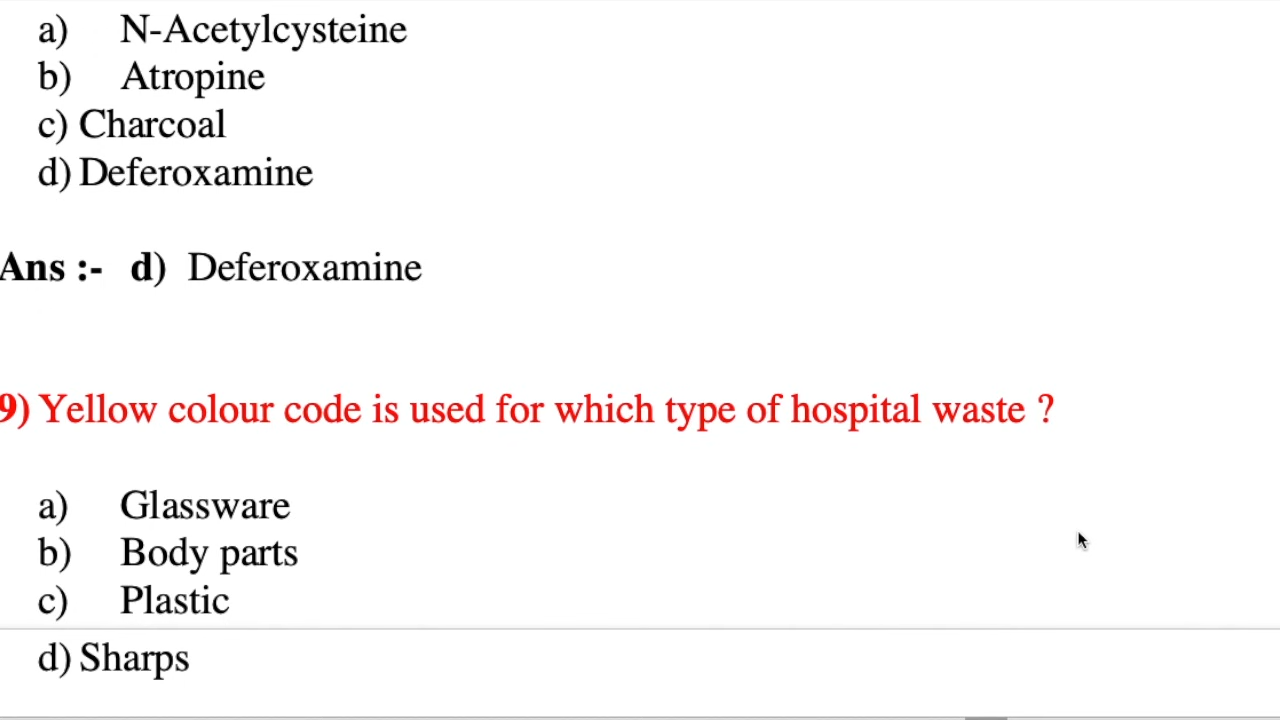 a) N-Acetylcysteine
b) Atropine
c) Charcoal
d) Deferoxamine
Ans :- d) Deferoxamine
9) Yellow colour code is used for which type of hospital waste ?
a) Glassware
b) Body parts
c) Plastic
d) Sharps